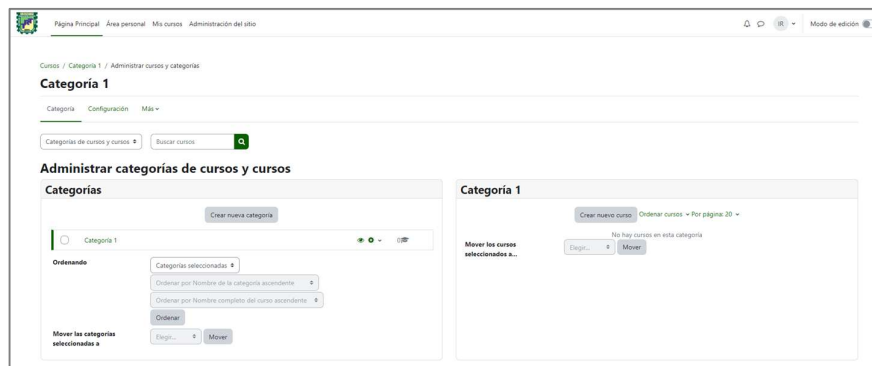 Página Principal Área personal Mis cursos Administración del sitio
IR
Modo de edición
Cursos / Categoría 1 / Administrar cursos y categorías
Categoría 1
Categoría Configuración Más
Categorías de cursos y cursos
Buscar cursos
Administrar categorías de cursos y cursos
Categorías
Crear nueva categoría
Categoría 1
Ordenando
Categorías seleccionadas
Ordenar por Nombre de la categoría ascendente
Ordenar por Nombre completo del curso ascendente
Ordenar
Mover las categorías
seleccionadas a
Elegir...
Mover
Categoría 1
Crear nuevo curso Ordenar cursos Por página: 20
No hay cursos en esta categoría
Mover los cursos
seleccionados a...
Elegir...
Mover